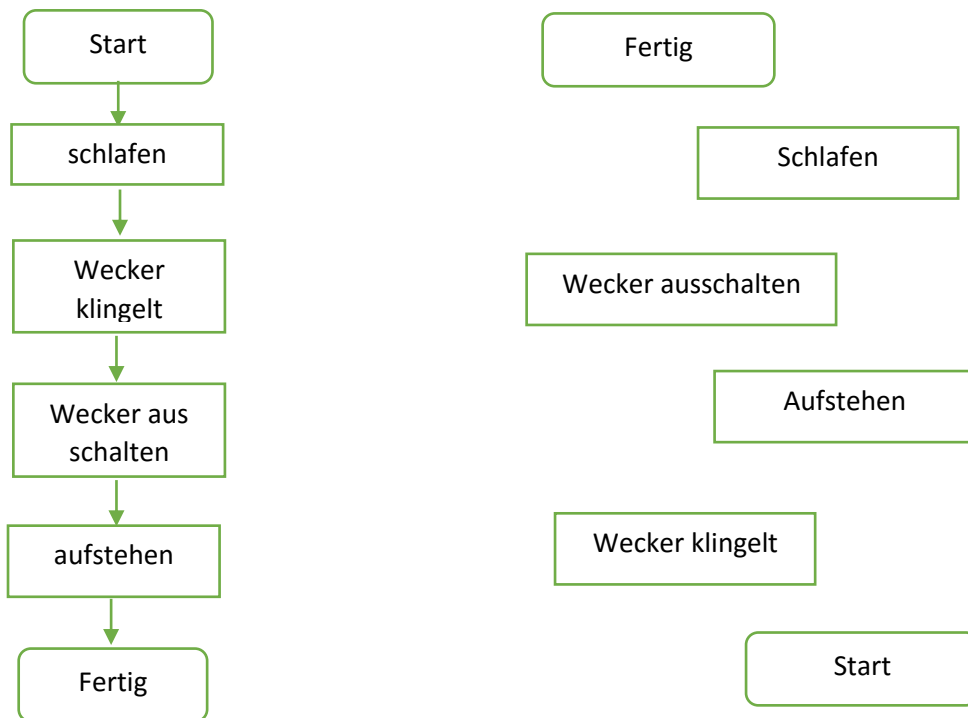 Start
schlafen
Wecker
klingelt
Wecker aus
schalten
aufstehen
Fertig
Fertig
Schlafen
Wecker ausschalten
Aufstehen
Wecker klingelt
Start